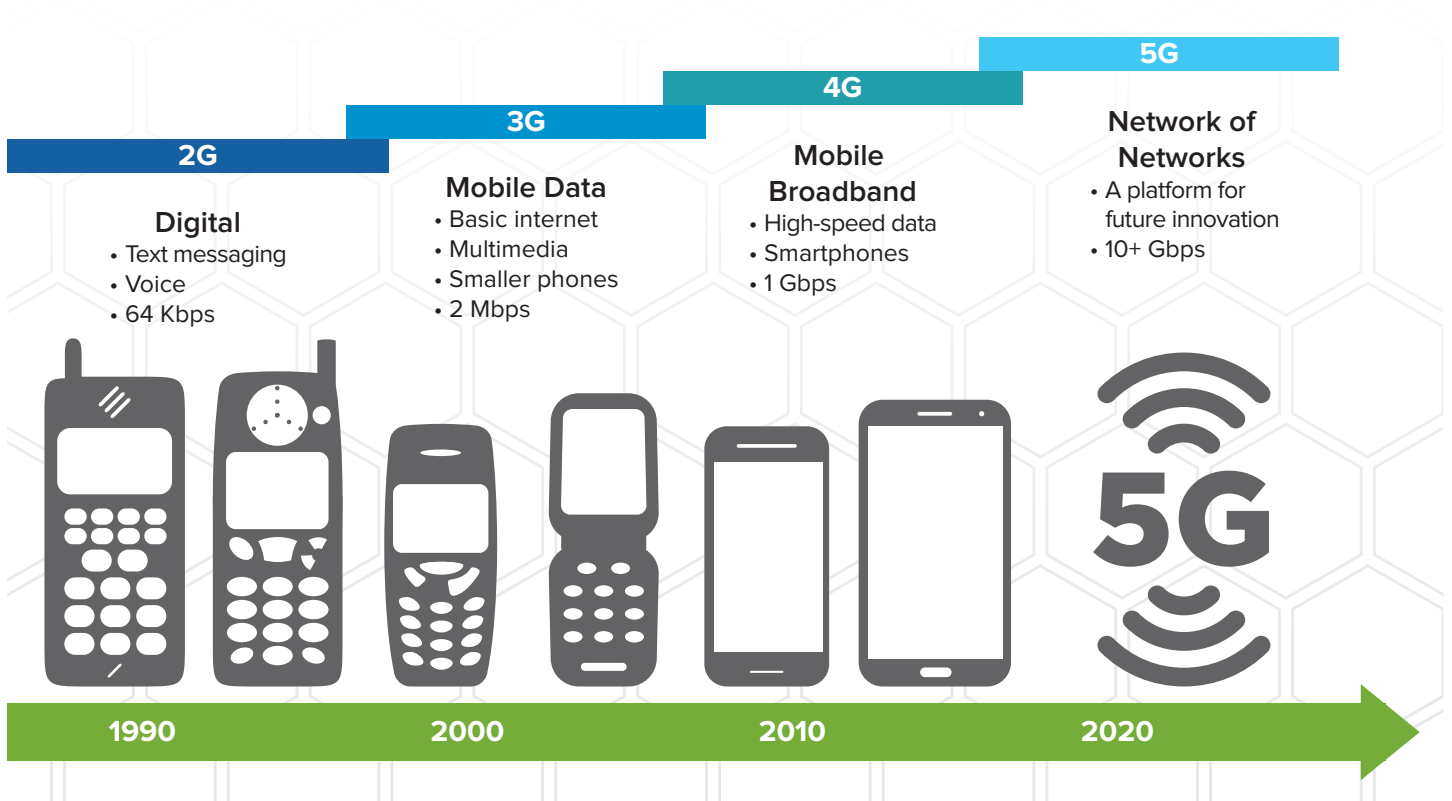 2G
Digital
• Text messaging
• Voice
• 64 Kbps
3G
Mobile Data
• Basic internet
• Multimedia
• Smaller phones
• 2 Mbps
4G
Mobile
Broadband
• High-speed data
• Smartphones
• 1 Gbps
5G
Network of
Networks
• A platform for
future innovation
• 10+ Gbps
5G
1990
2000
2010
2020